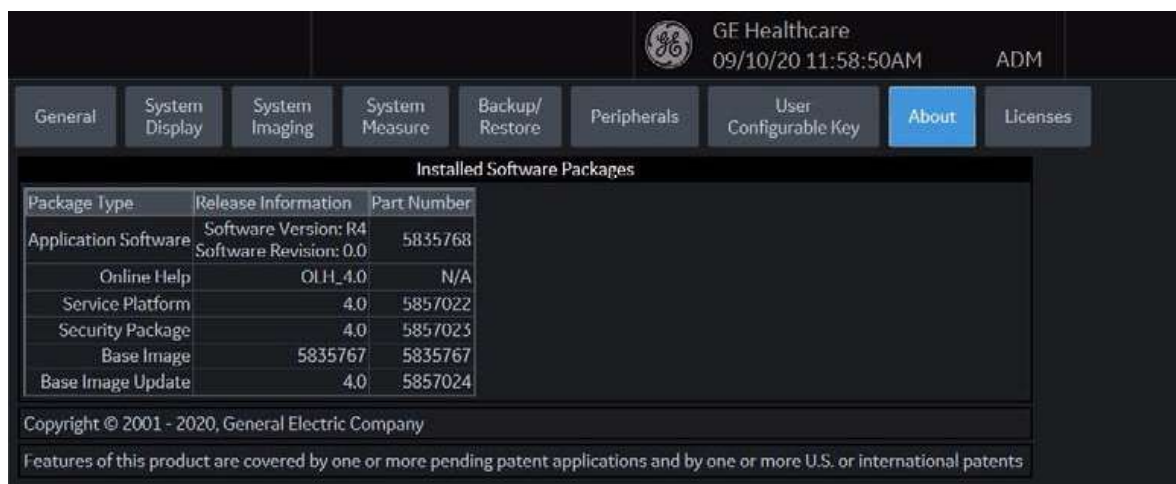 GE Healthcare
09/10/20 11:58:50AM ADM
General System Display System Imaging System Measure Backup/ Restore Peripherals User Configurable Key About Licenses
Installed Software Packages
Package Type Release Information Part Number
Application Software Software Version: R4 Software Revision: 0.0 5835768
Online Help OLH_4.0 N/A
Service Platform 4.0 5857022
Security Package 4.0 5857023
Base Image 5835767 5835767
Base Image Update 4.0 5857024
Copyright © 2001 - 2020, General Electric Company
Features of this product are covered by one or more pending patent applications and by one or more U.S. or international patents